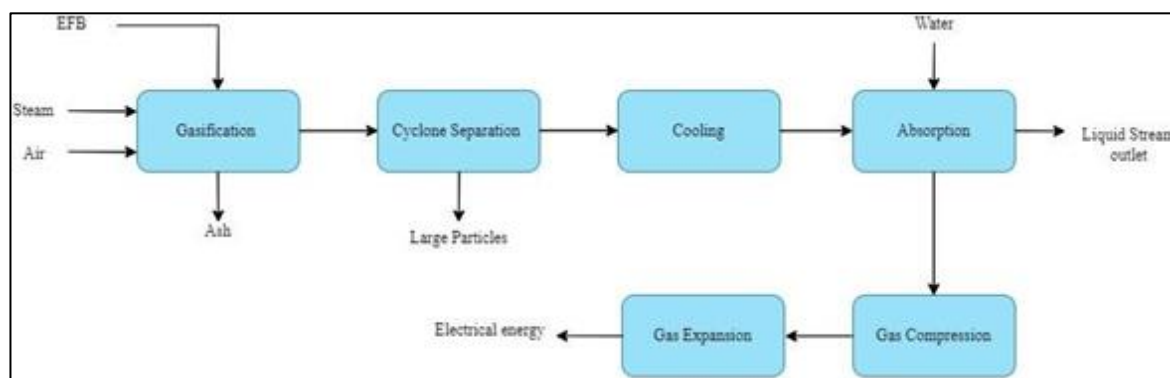 EFB
Water
Steam
Air
Gasification
Cyclone Separation
Cooling
Absorption
Liquid Stream
outlet
Ash
Large Particles
Electrical energy
Gas Expansion
Gas Compression